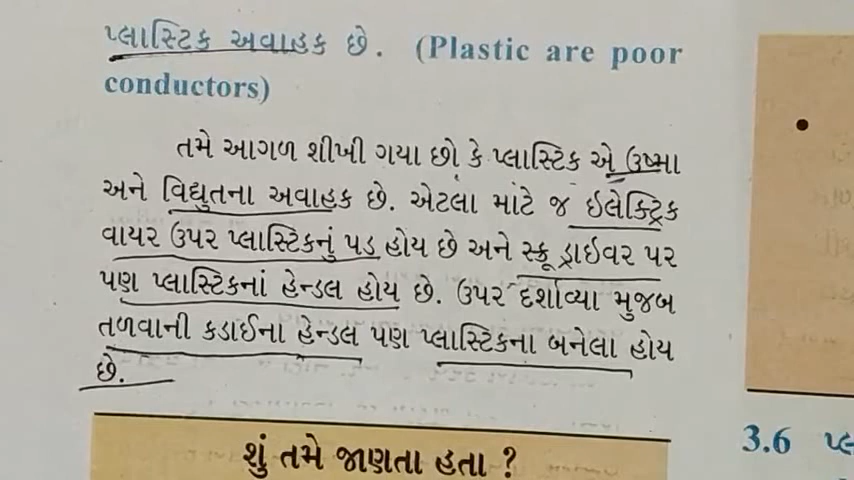 પ્લાસ્ટિક અવાહક છે. (Plastic are poor
conductors)
તમે આગળ શીખી ગયા છો કે પ્લાસ્ટિક એ ઉષ્મા
અને વિદ્યુતના અવાહક છે. એટલા માટે જ ઇલેક્ટ્રિક
વાયર ઉપર પ્લાસ્ટિકનું પડ હોય છે અને સ્ક્રૂ ડ્રાઇવર પર
પણ પ્લાસ્ટિકનાં હેન્ડલ હોય છે. ઉપર દર્શાવ્યા મુજબ
તળવાની કડાઈના હેન્ડલ પણ પ્લાસ્ટિકના બનેલા હોય
છે.
શું તમે જાણતા હતા ?
3.6